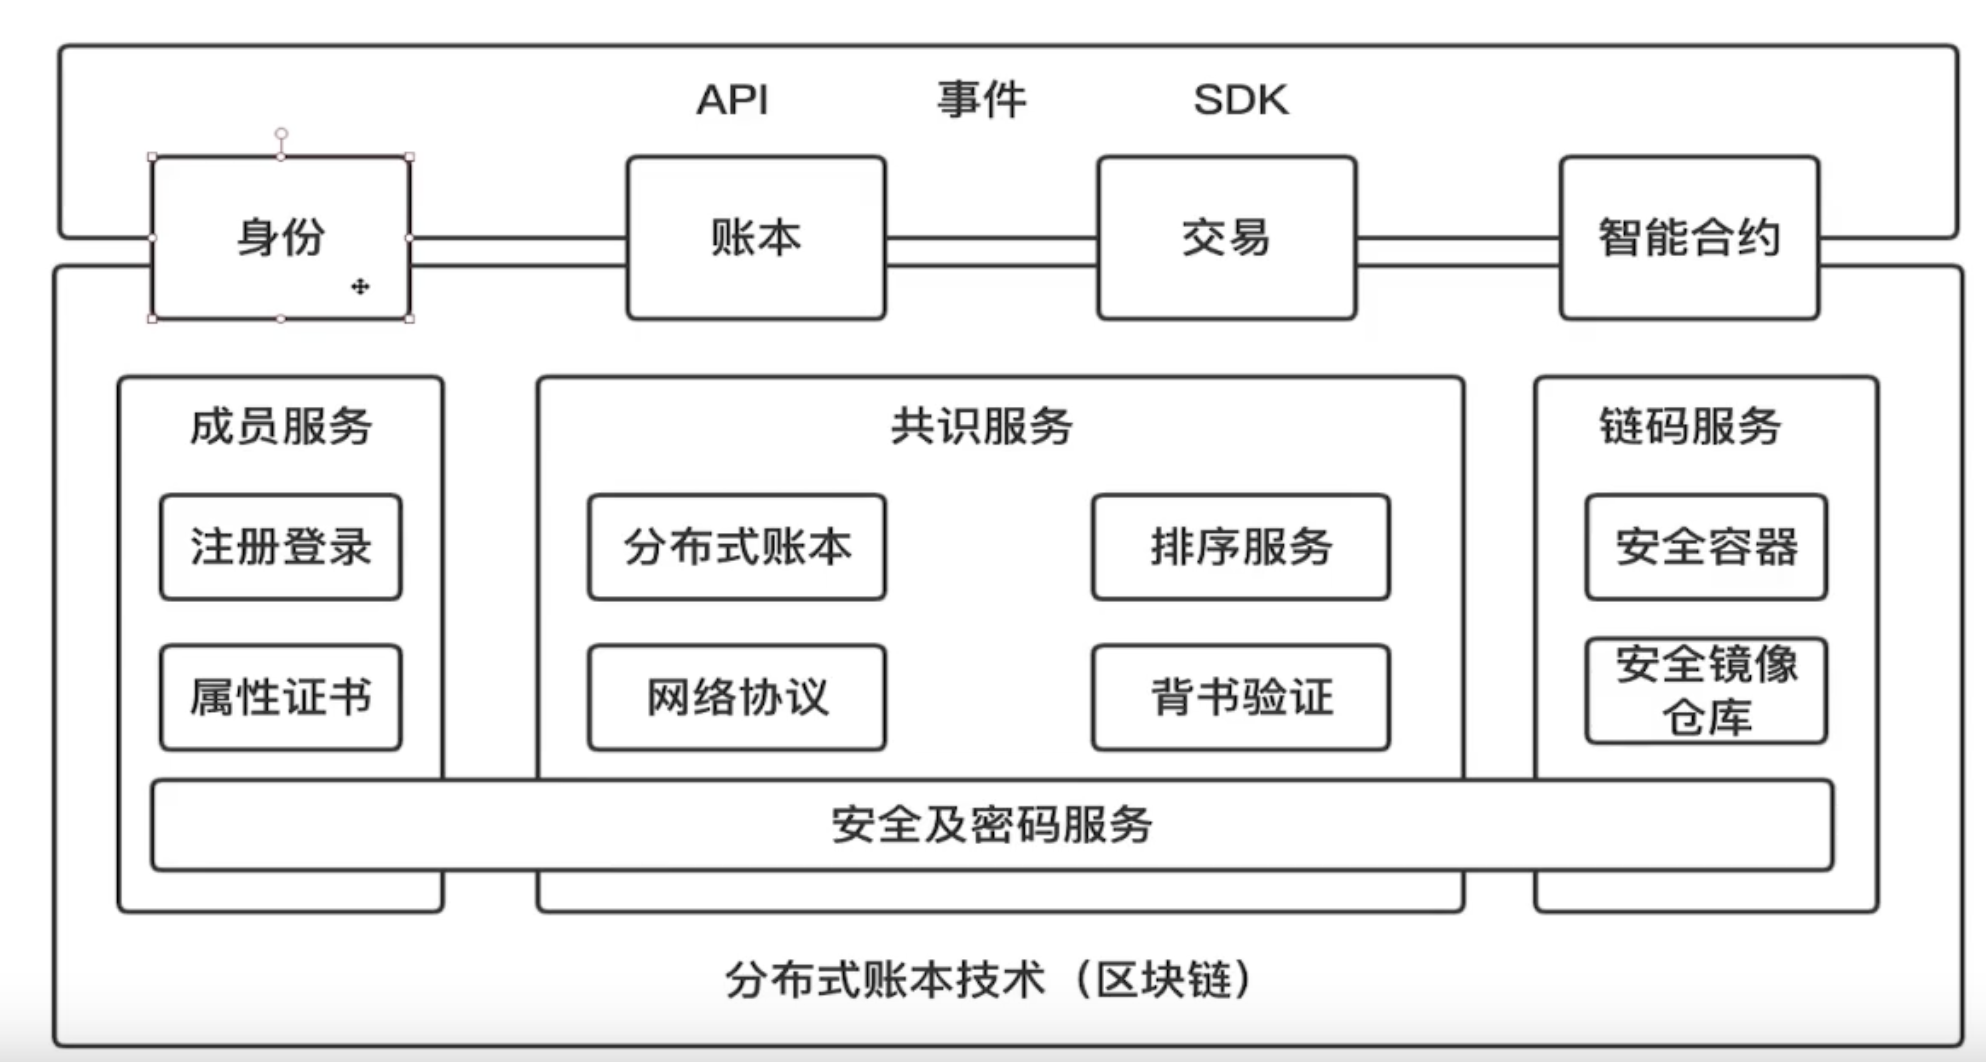 API 事件 SDK
身份 账本 交易 智能合约
成员服务 共识服务 链码服务
注册登录 分布式账本 排序服务 安全容器
属性证书 网络协议 背书验证 安全镜像
仓库
安全及密码服务
分布式账本技术（区块链）